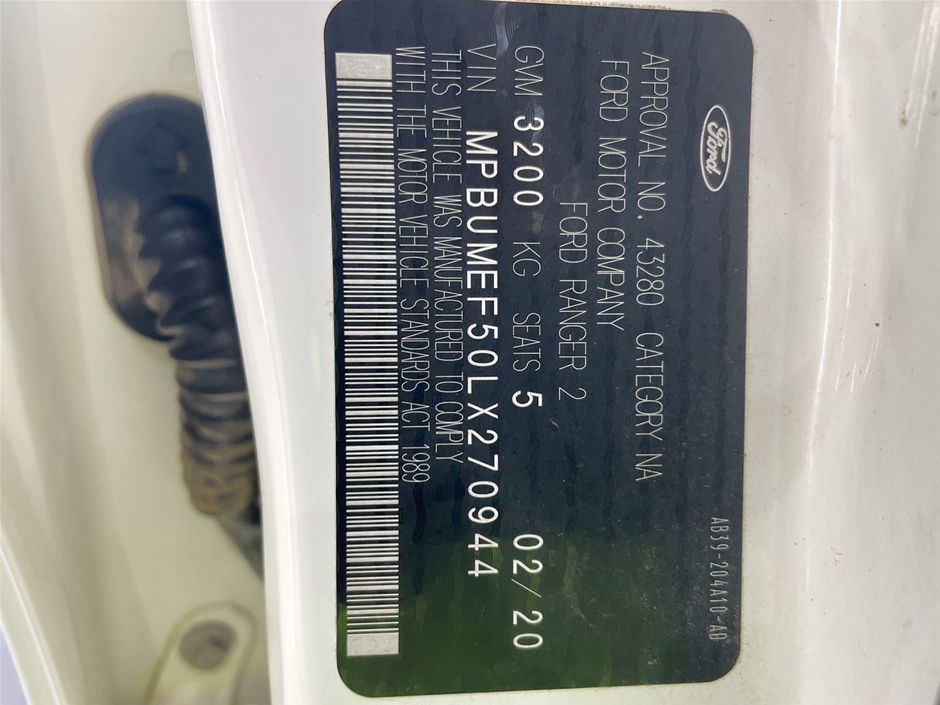 Ford
AB39-204A10-AD
APPROVAL NO. 43280 CATEGORY NA
FORD MOTOR COMPANY
FORD RANGER 2
GVM 3200 KG SEATS 5 02/20
VIN MPBUMEF50LX270944
THIS VEHICLE WAS MANUFACTURED TO COMPLY
WITH THE MOTOR VEHICLE STANDARDS ACT 1989